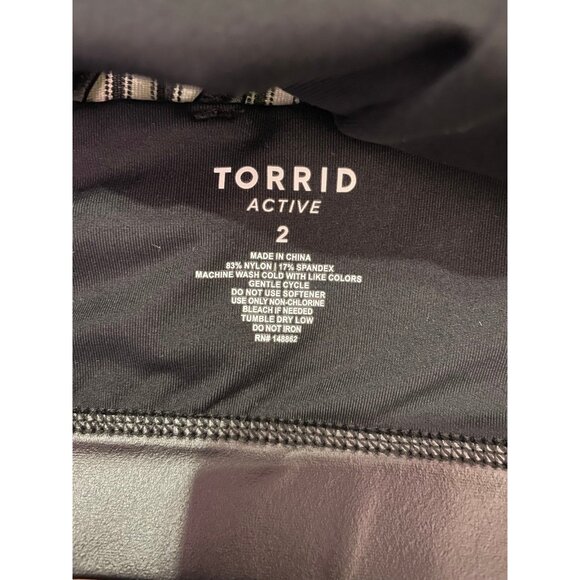 TORRID
ACTIVE
2
MADE IN CHINA
83% NYLON | 17% SPANDEX
MACHINE WASH COLD WITH LIKE COLORS
GENTLE CYCLE
DO NOT USE SOFTENER
USE ONLY NON-CHLORINE
BLEACH IF NEEDED
TUMBLE DRY LOW
DO NOT IRON
RN# 148862